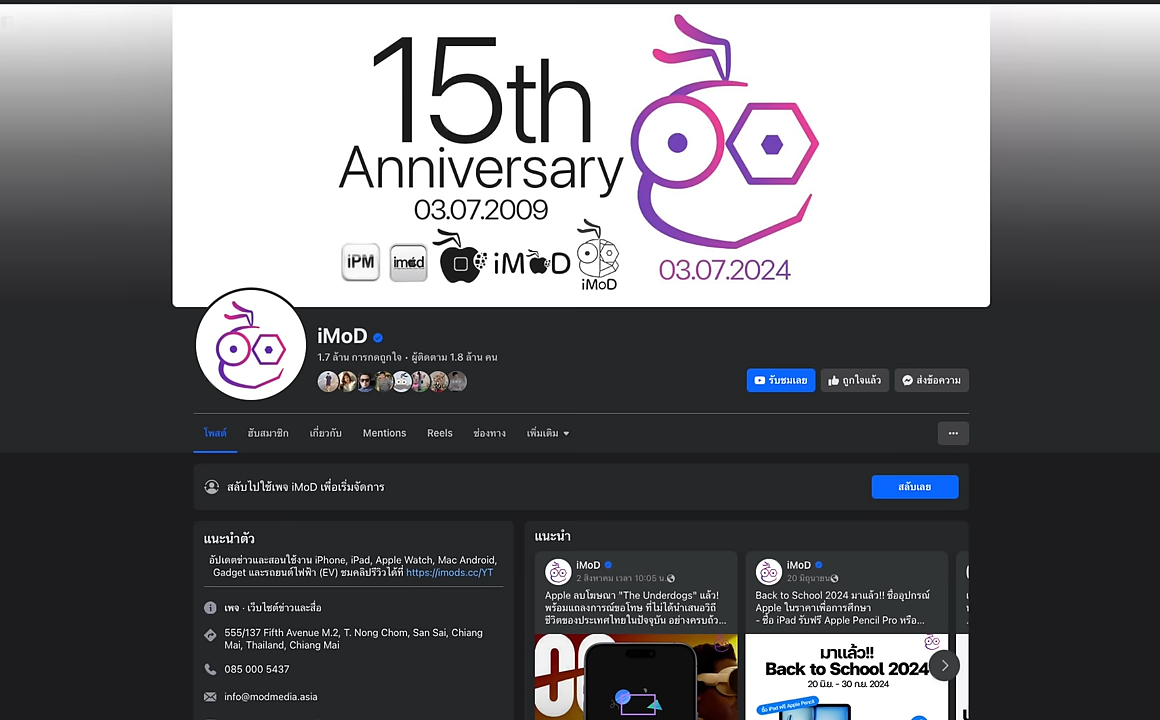 15th
Anniversary
03.07.2009
iPM
imod
iMOD
iMoD
03.07.2024
iMoD
1.7 ล้าน การกดถูกใจ • ผู้ติดตาม 1.8 ล้าน คน
รับชมเลย
ถูกใจแล้ว
ส่งข้อความ
โพสต์
ฮับสมาชิก
เกี่ยวกับ
Mentions
Reels
ช่องทาง
เพิ่มเติม
สลับไปใช้เพจ iMoD เพื่อเริ่มจัดการ
สลับเลย
แนะนำตัว
อัปเดตข่าวและสอนใช้งาน iPhone, iPad, Apple Watch, Mac Android,
Gadget และรถยนต์ไฟฟ้า (EV) ชมคลิปรีวิวได้ที่ https://imods.cc/YT
เพจ · เว็บไซต์ข่าวและสื่อ
555/137 Fifth Avenue M.2, T. Nong Chom, San Sai, Chiang
Mai, Thailand, Chiang Mai
085 000 5437
info@modmedia.asia
แนะนำ
iMoD
2 สิงหาคม เวลา 10:05 น.
Apple ลบโฆษณา "The Underdogs" แล้ว!
พร้อมแถลงการณ์ขอโทษ ที่ไม่ได้นำเสนอวิถี
ชีวิตของประเทศไทยในปัจจุบัน อย่างครบถ้ว...
iMoD
20 มิถุนายน
Back to School 2024 มาแล้ว!! ซื้ออุปกรณ์
Apple ในราคาเพื่อการศึกษา
- ซื้อ iPad รับฟรี Apple Pencil Pro หรือ...
มาแล้ว!!
Back to School 2024
20 มิ.ย. - 30 ก.ย. 2024
ซื้อ iPad ฟรี Apple Pencil